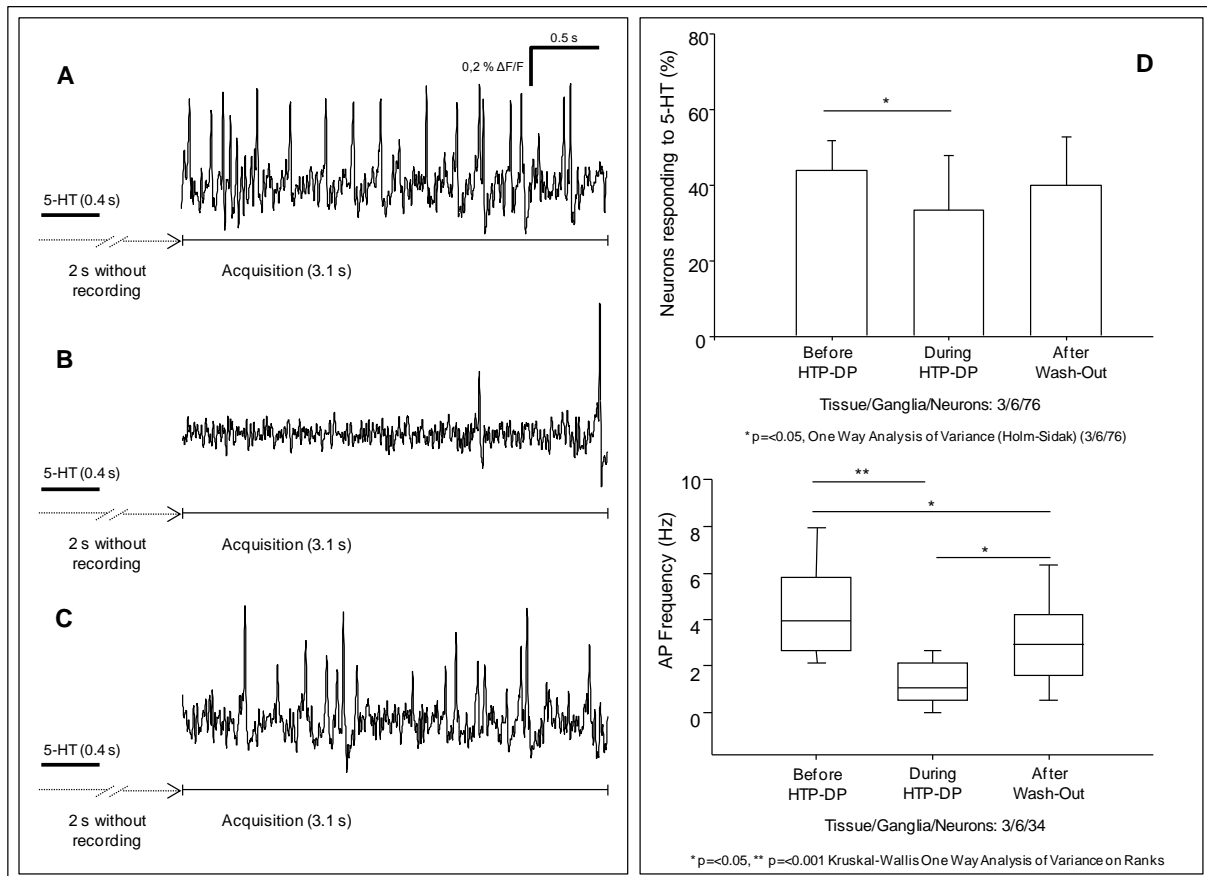 A
0.5 s
0,2 % ΔF/F
5-HT (0.4 s)
2 s without
recording
Acquisition (3.1 s)
B
5-HT (0.4 s)
2 s without
recording
Acquisition (3.1 s)
C
5-HT (0.4 s)
2 s without
recording
Acquisition (3.1 s)
D
Neurons responding to 5-HT (%)
80
60
40
20
0
*
Before
HTP-DP
During
HTP-DP
After
Wash-Out
Tissue/Ganglia/Neurons: 3/6/76
* p=<0.05, One Way Analysis of Variance (Holm-Sidak) (3/6/76)
AP Frequency (Hz)
10
8
6
4
2
0
**
*
*
Before
HTP-DP
During
HTP-DP
After
Wash-Out
Tissue/Ganglia/Neurons: 3/6/34
* p=<0.05, ** p=<0.001 Kruskal-Wallis One Way Analysis of Variance on Ranks